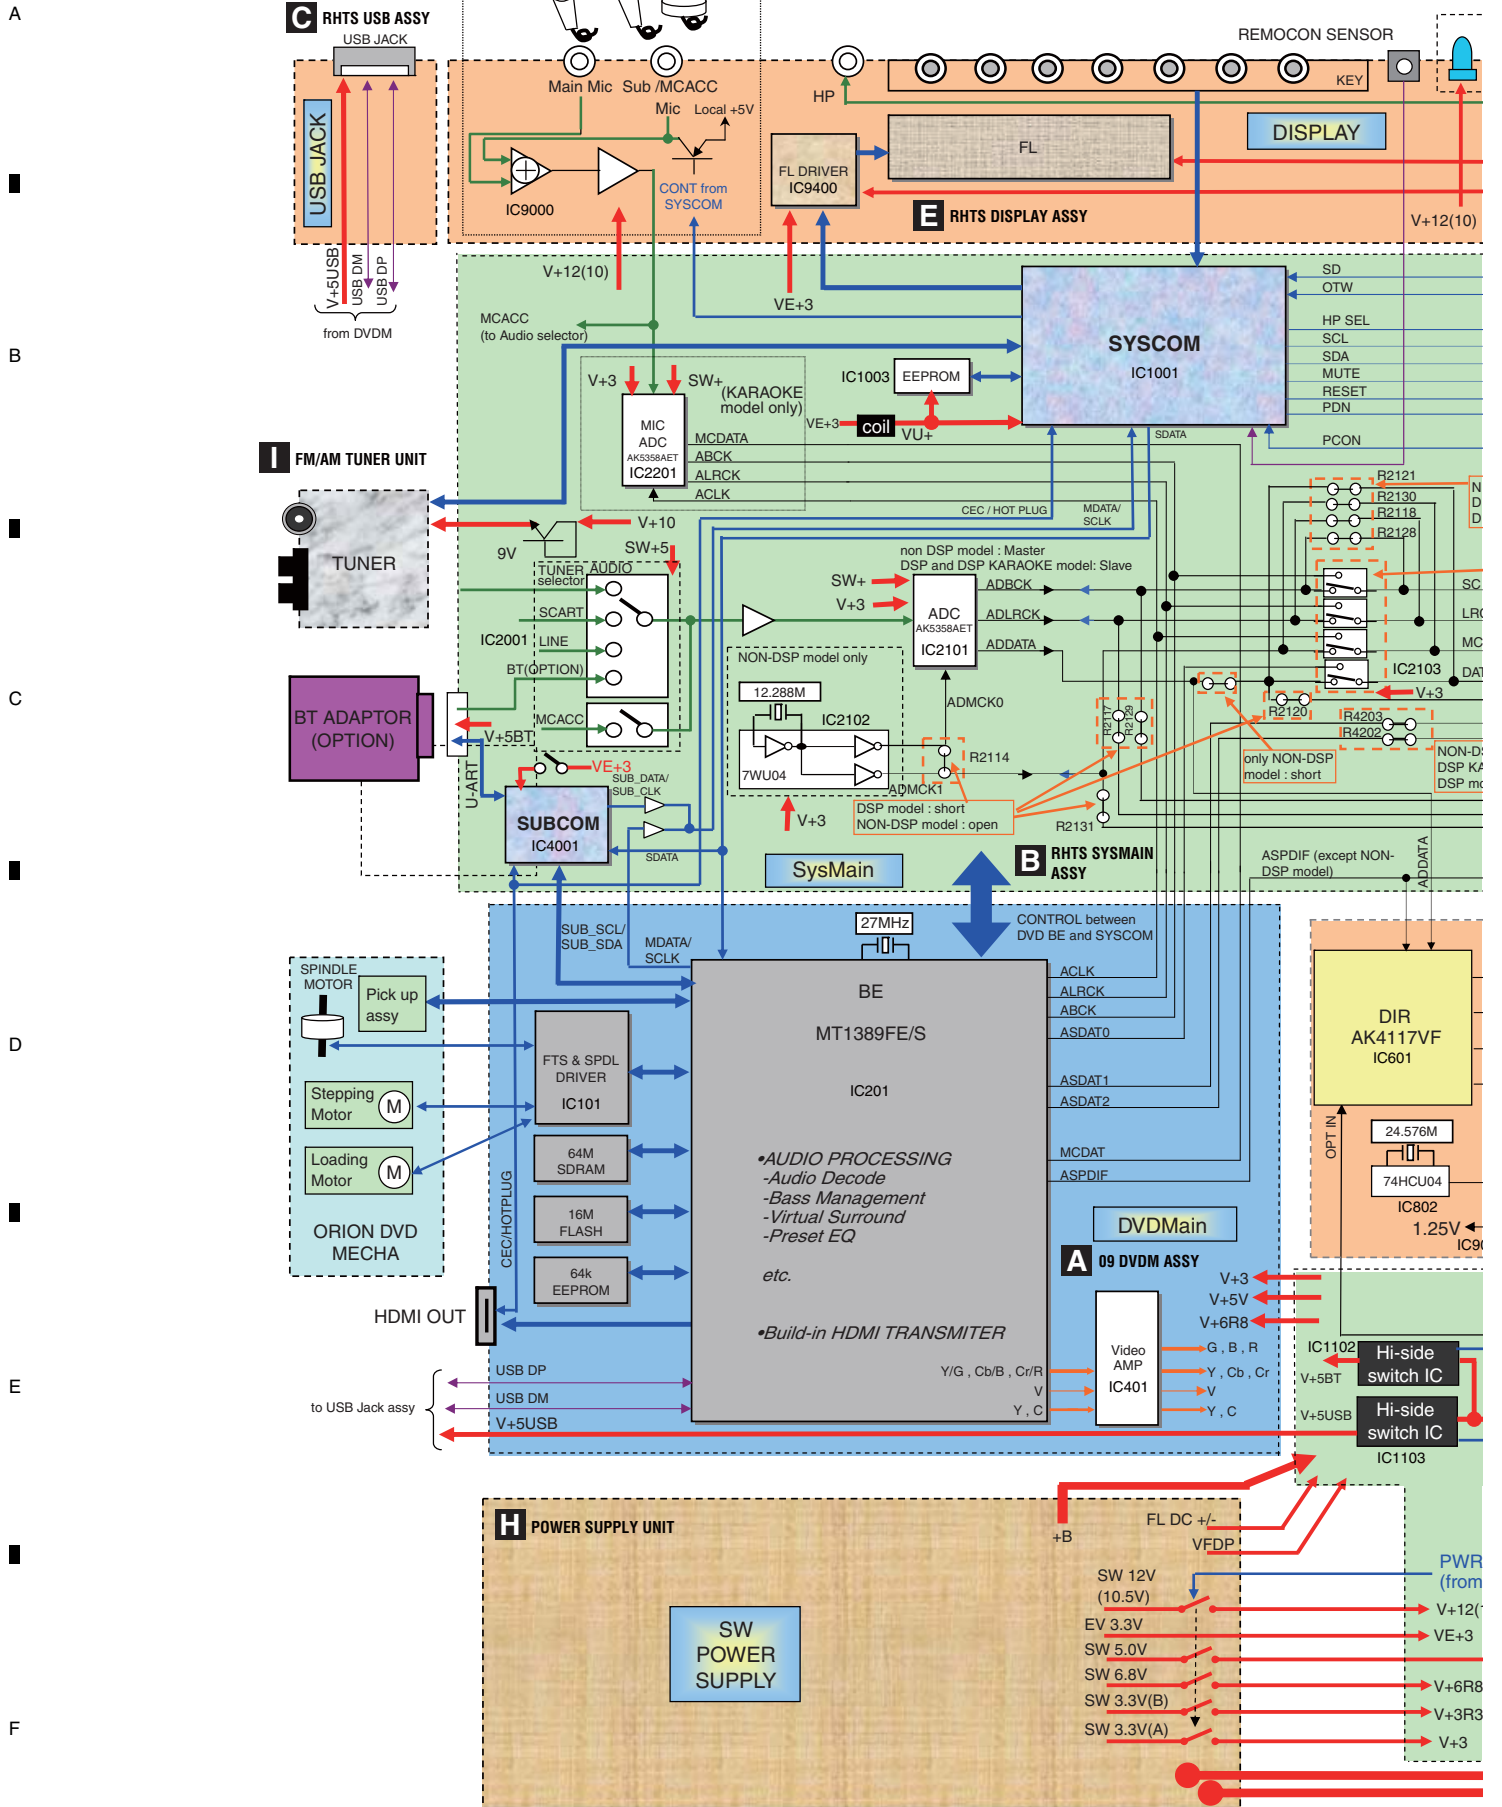 A
C RHTS USB ASSY
USB JACK
USB JACK
V+5USB
USB DM
USB DP
from DVDM
Main Mic
Sub /MCACC
Mic
Local +5V
IC9000
CONT from
SYSCOM
V+12(10)
HP
REMOCON SENSOR
KEY
FL DRIVER
IC9400
FL
DISPLAY
E RHTS DISPLAY ASSY
V+12(10)
VE+3
B
MCACC
(to Audio selector)
V+3
SW+
(KARAOKE
model only)
MIC
ADC
AK5358AET
IC2201
MCDATA
ABCK
ALRCK
ACLK
IC1003
EEPROM
VE+3
coil
VU+
SYSCOM
IC1001
SDATA
SD
OTW
HP SEL
SCL
SDA
MUTE
RESET
PDN
PCON
I FM/AM TUNER UNIT
TUNER
V+10
9V
SW+5
CEC / HOT PLUG
MDATA/
SCLK
R2121
R2130
R2118
R2128
N
D
D
AUDIO
TUNER
selector
SCART
IC2001
LINE
BT(OPTION)
MCACC
non DSP model : Master
DSP and DSP KARAOKE model: Slave
SW+
V+3
ADC
AK5358AET
IC2101
ADBCK
ADLRCK
ADDATA
SC
LR
MC
DA
IC2103
V+3
C
BT ADAPTOR
(OPTION)
V+5BT
U-ART
VE+3
SUB_DATA/
SUB_CLK
SUBCOM
IC4001
SDATA
NON-DSP model only
12.288M
IC2102
7WU04
V+3
ADMCK0
R2114
ADMCK1
DSP model : short
NON-DSP model : open
R2117
R2129
R2131
R2120
R4203
R4202
only NON-DSP
model : short
NON-D
DSP KA
DSP mo
SysMain
B RHTS SYSMAIN
ASSY
ASPDIF (except NON-
DSP model)
ADDATA
CONTROL between
DVD BE and SYSCOM
D
SUB_SCL/
SUB_SDA
MDATA/
SCLK
27MHz
SPINDLE
MOTOR
Pick up
assy
Stepping
Motor
M
Loading
Motor
M
ORION DVD
MECHA
FTS & SPDL
DRIVER
IC101
64M
SDRAM
16M
FLASH
64k
EEPROM
CEC/HOTPLUG
BE
MT1389FE/S
IC201
•AUDIO PROCESSING
-Audio Decode
-Bass Management
-Virtual Surround
-Preset EQ
etc.
•Build-in HDMI TRANSMITER
ACLK
ALRCK
ABCK
ASDAT0
ASDAT1
ASDAT2
MCDAT
ASPDIF
DVDMain
A 09 DVDM ASSY
DIR
AK4117VF
IC601
OPT IN
24.576M
74HCU04
IC802
1.25V
V+3
V+5V
V+6R8
HDMI OUT
E
USB DP
USB DM
V+5USB
to USB Jack assy
Y/G , Cb/B , Cr/R
V
Y , C
Video
AMP
IC401
G , B , R
Y , Cb , Cr
V
Y , C
IC1102
Hi-side
switch IC
V+5BT
V+5USB
Hi-side
switch IC
IC1103
H POWER SUPPLY UNIT
+B
FL DC +/-
VFDP
SW
POWER
SUPPLY
SW 12V
(10.5V)
EV 3.3V
SW 5.0V
SW 6.8V
SW 3.3V(B)
SW 3.3V(A)
PWR
(from
V+12(
VE+3
V+6R8
V+3R3
V+3
F